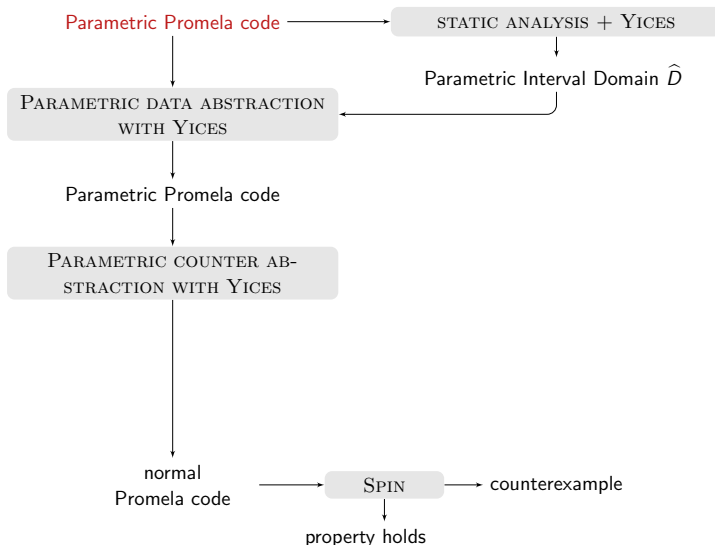 Parametric Promela code
STATIC ANALYSIS + YICES
Parametric Interval Domain D̂
PARAMETRIC DATA ABSTRACTION
WITH YICES
Parametric Promela code
PARAMETRIC COUNTER AB-
STRACTION WITH YICES
normal
Promela code
SPIN
counterexample
property holds